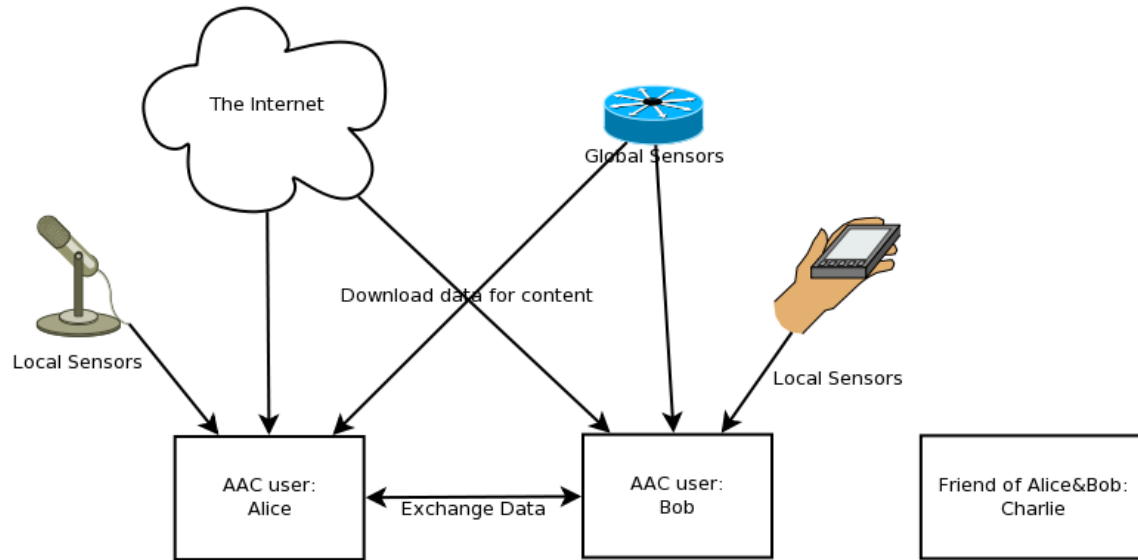 The Internet
Global Sensors
Download data for content
Local Sensors
Local Sensors
AAC user:
Alice
Exchange Data
AAC user:
Bob
Friend of Alice&Bob:
Charlie